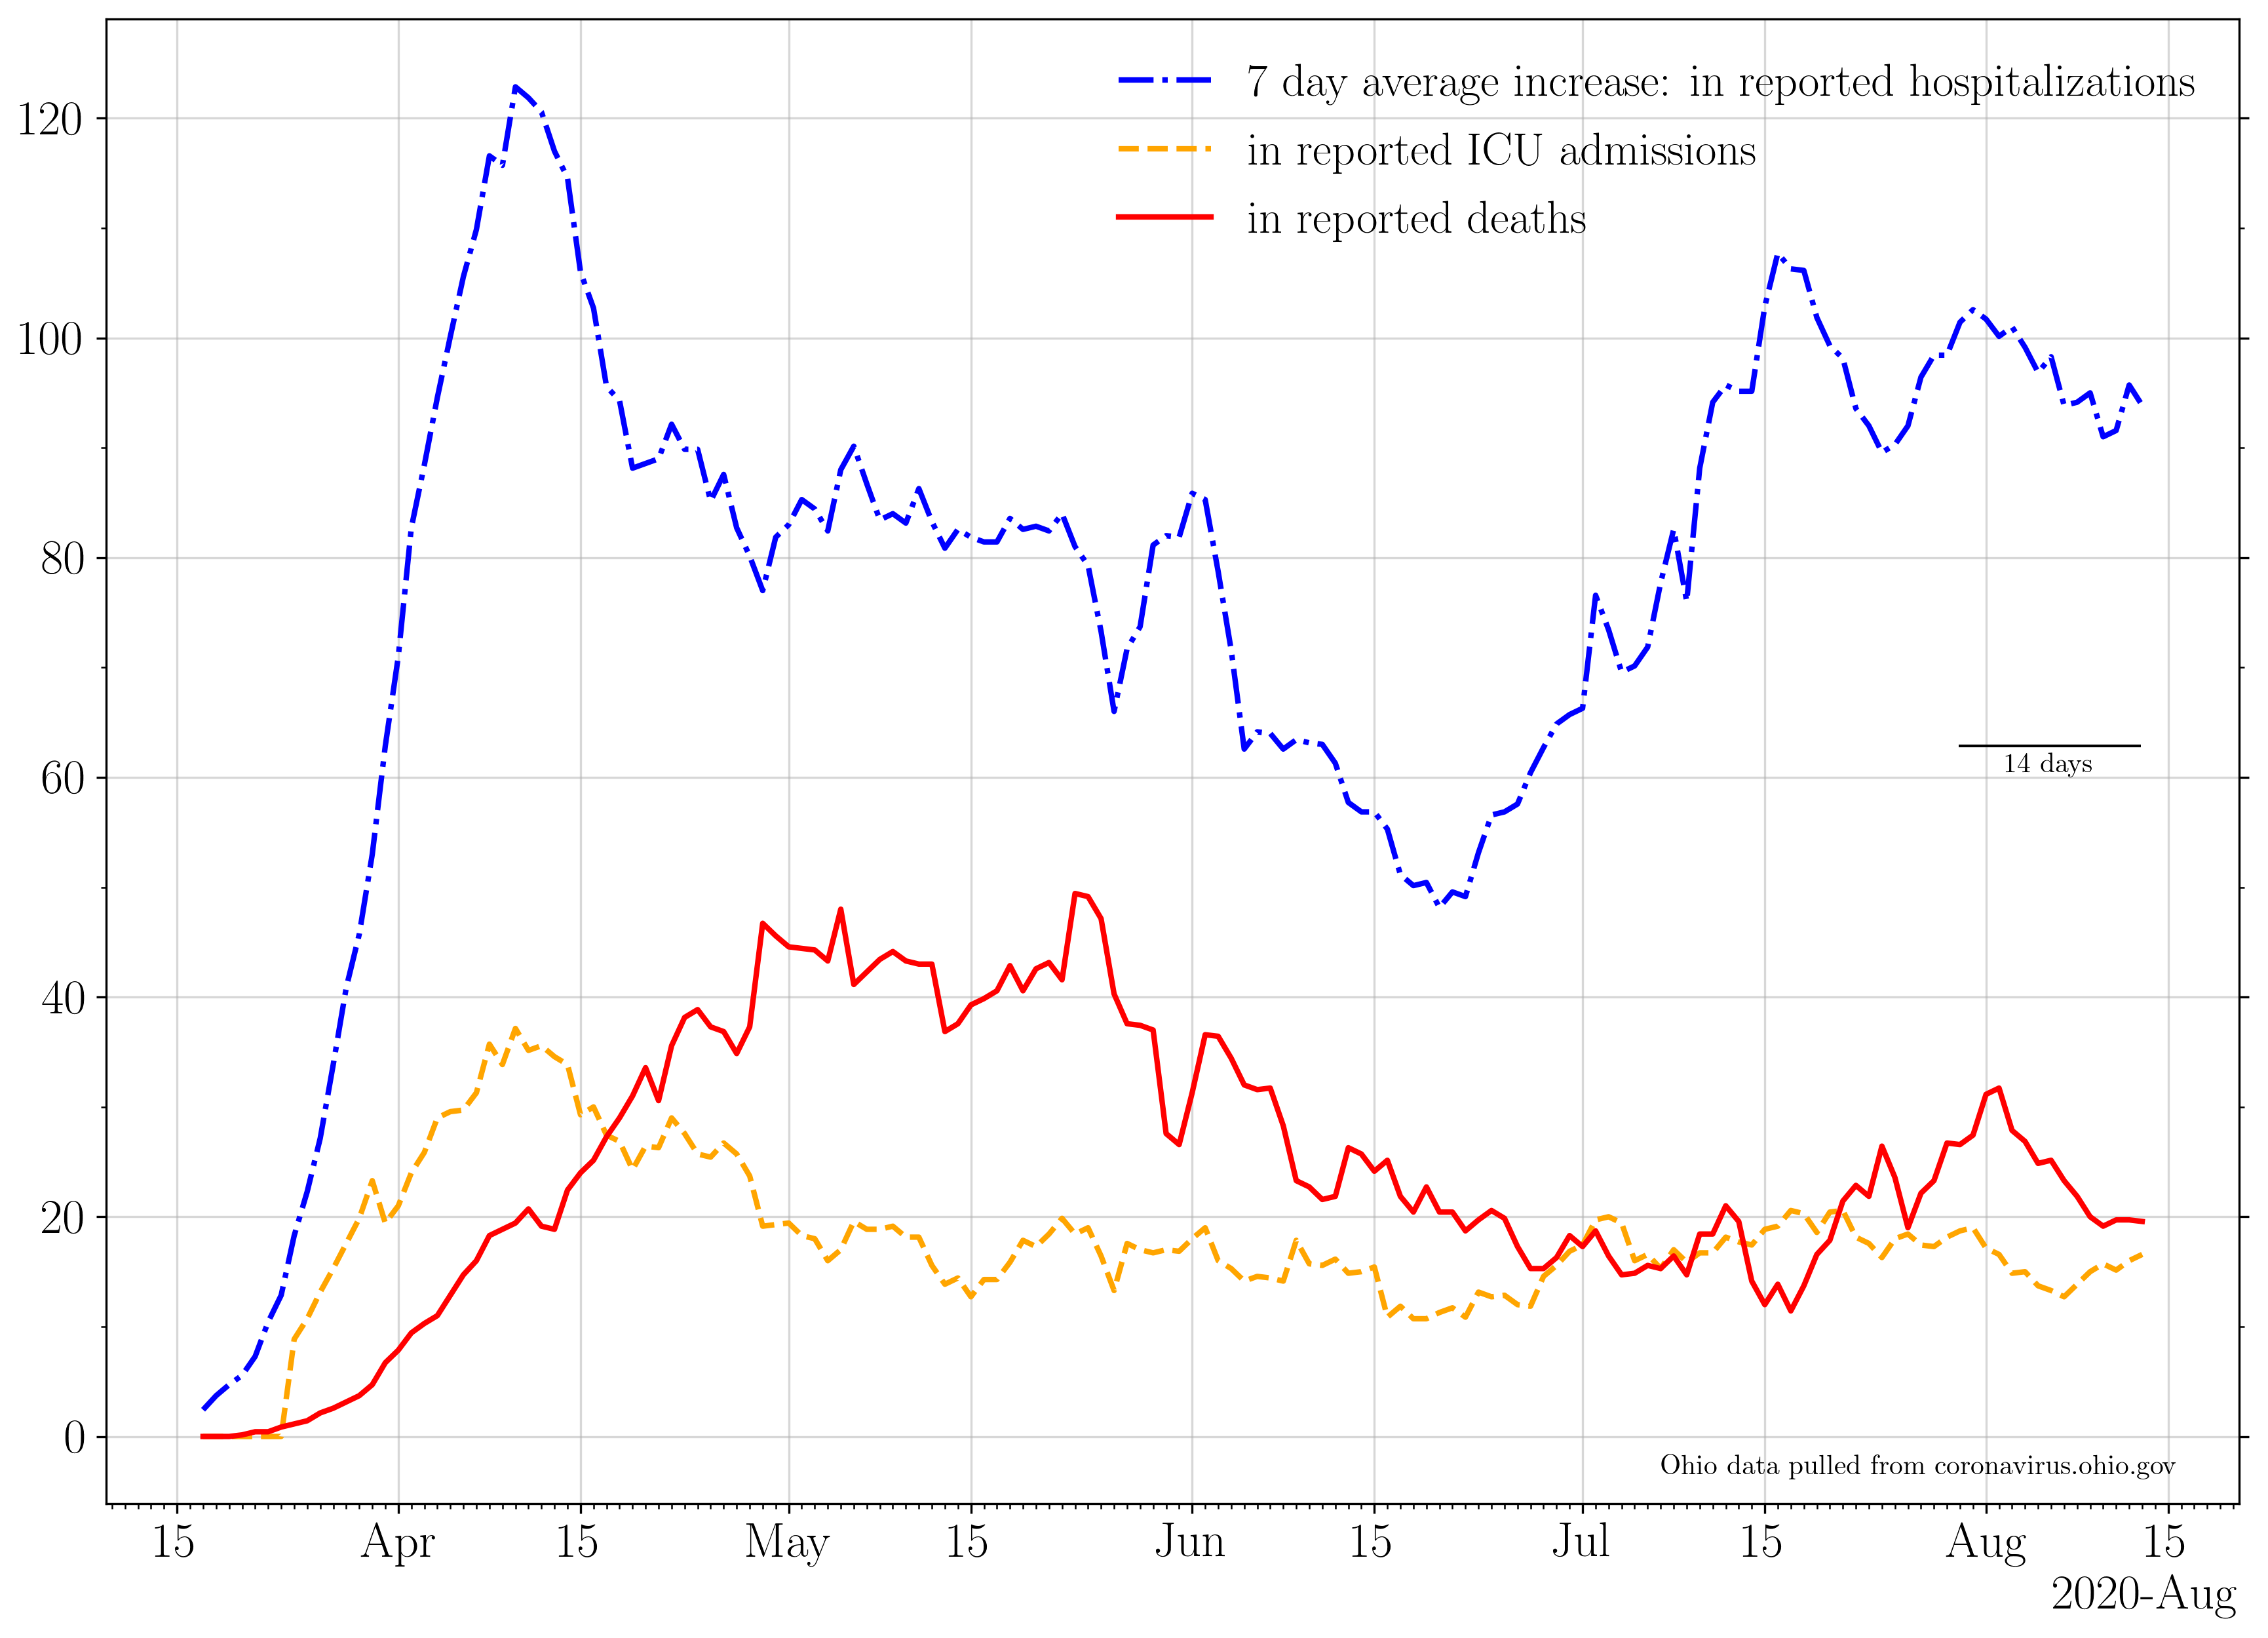 7 day average increase: in reported hospitalizations
in reported ICU admissions
in reported deaths
120
100
80
60
40
20
0
14 days
Ohio data pulled from coronavirus.ohio.gov
15 Apr 15 May 15 Jun 15 Jul 15 Aug 15
2020-Aug